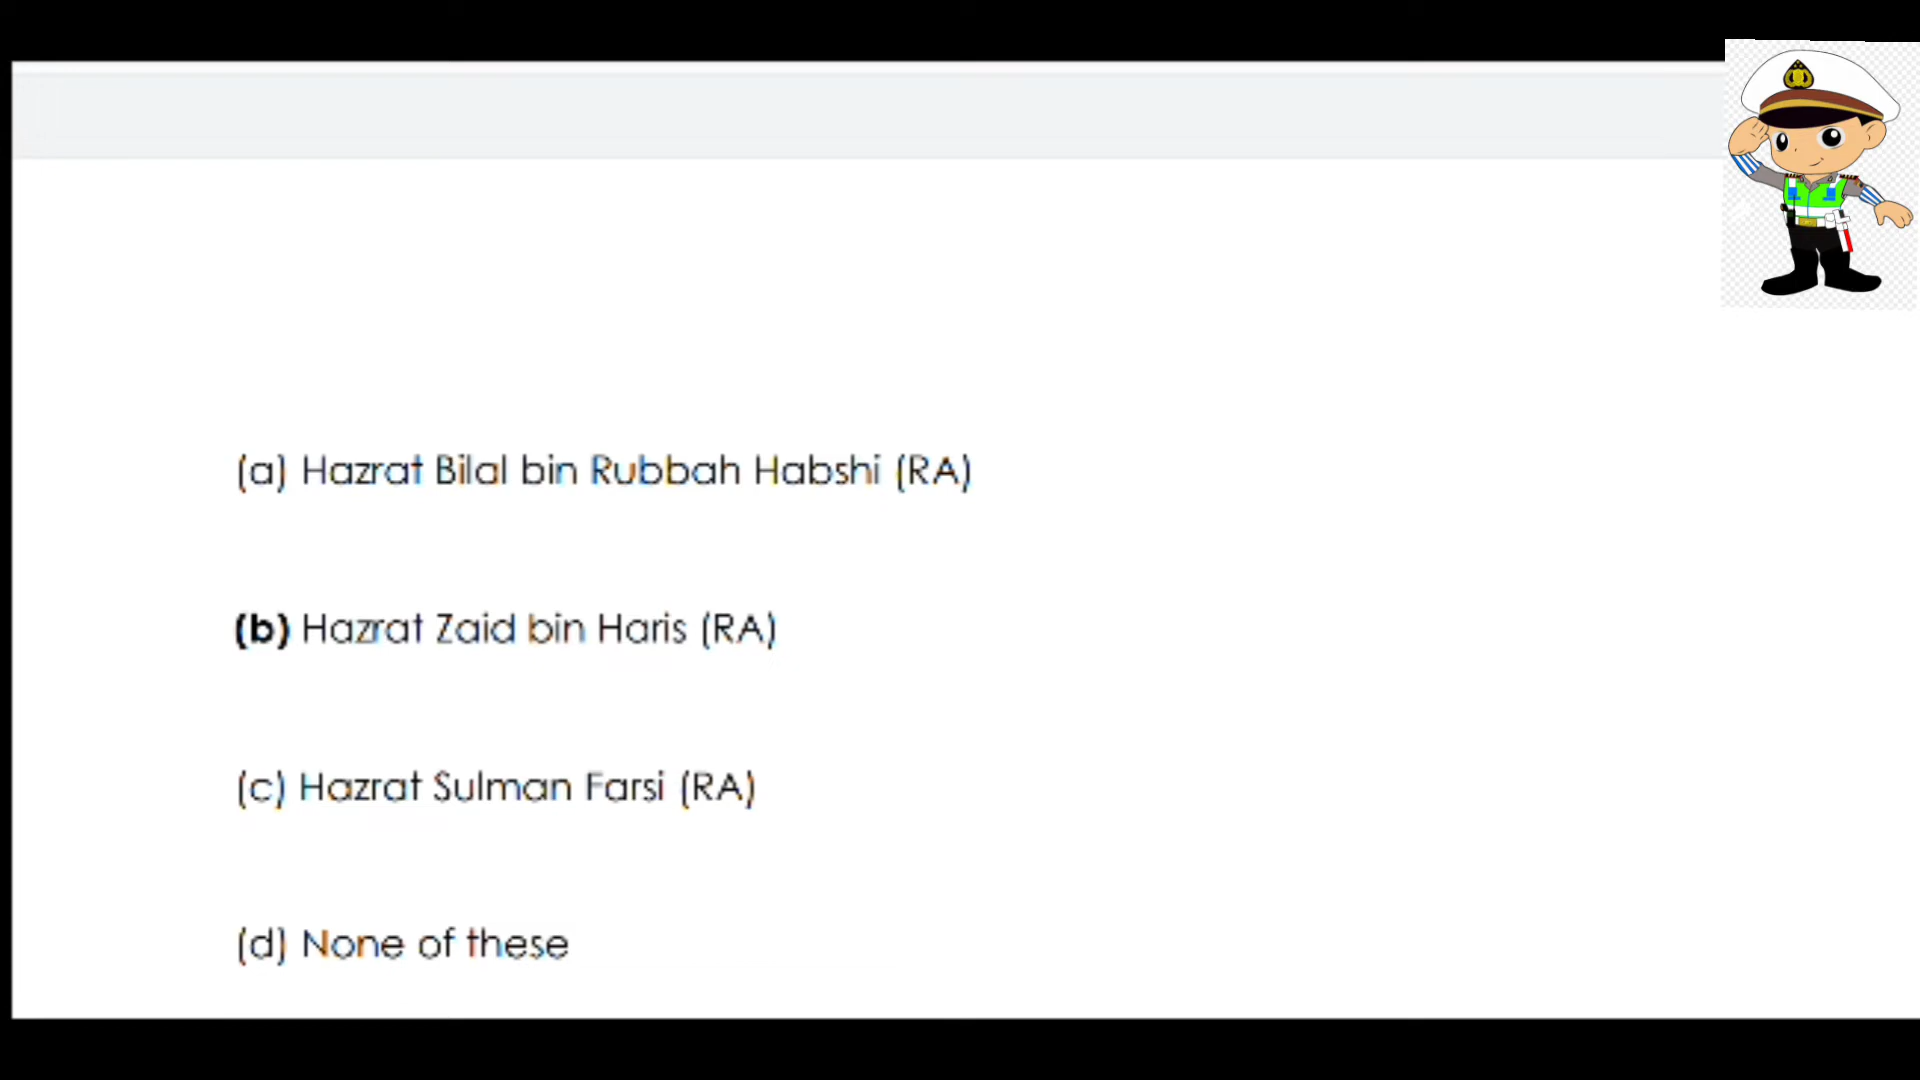 (a) Hazrat Bilal bin Rubbah Habshi (RA)
(b) Hazrat Zaid bin Haris (RA)
(c) Hazrat Sulman Farsi (RA)
(d) None of these